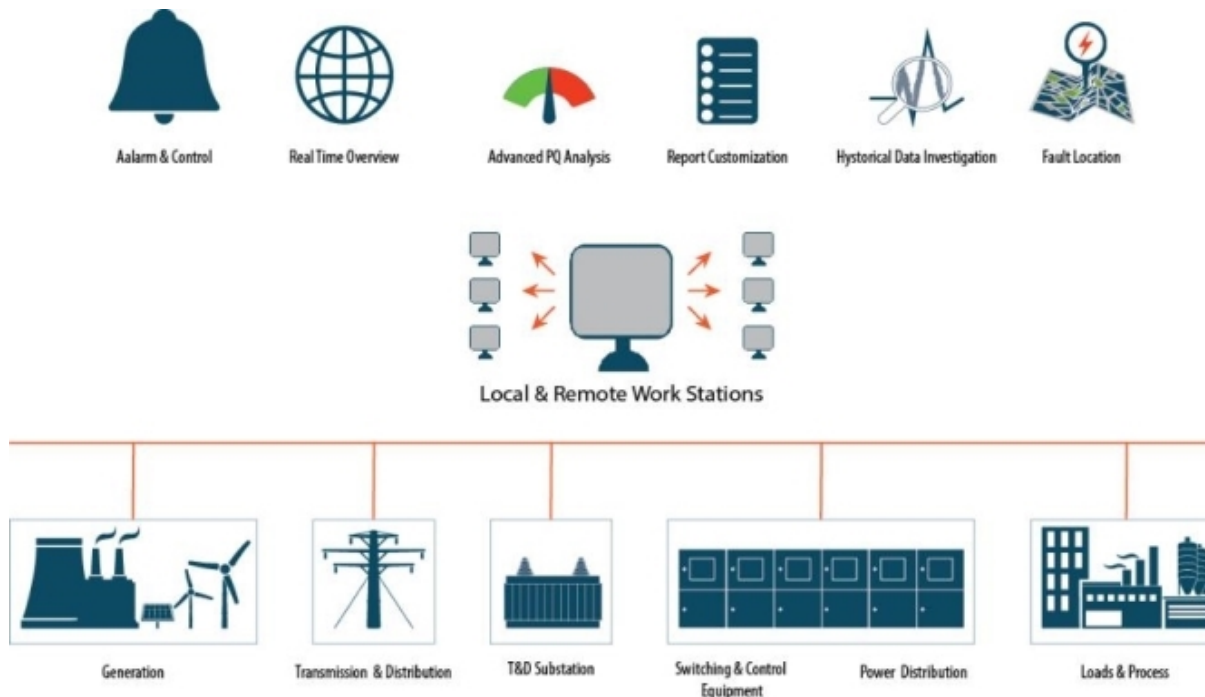 Aalarm & Control
Real Time Overview
Advanced PQ Analysis
Report Customization
Hystorical Data Investigation
Fault Location
Local & Remote Work Stations
Generation
Transmission & Distribution
T&D Substation
Switching & Control
Equipment
Power Distribution
Loads & Process